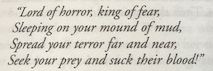 "Lord of horror, king of fear,
Sleeping on your mound of mud,
Spread your terror far and near,
Seek your prey and suck their blood!"